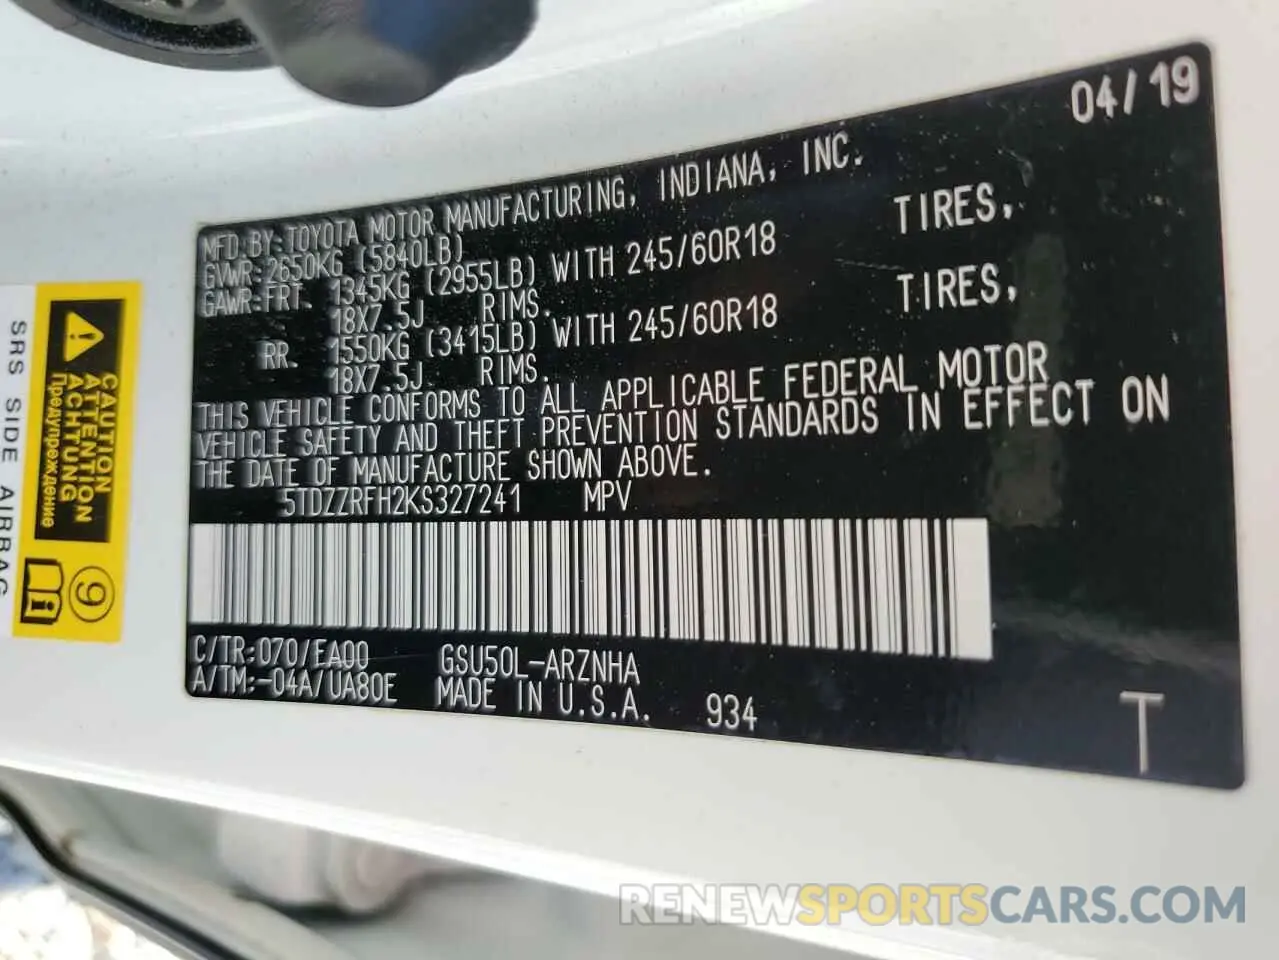 04/19
MFD.BY:TOYOTA MOTOR MANUFACTURING, INDIANA, INC.
GVWR:2650KG (5840LB)
GAWR:FRT. 1345KG (2955LB) WITH 245/60R18 TIRES,
18X7.5J RIMS.
RR. 1550KG (3415LB) WITH 245/60R18 TIRES,
18X7.5J RIMS.
THIS VEHICLE CONFORMS TO ALL APPLICABLE FEDERAL MOTOR
VEHICLE SAFETY AND THEFT PREVENTION STANDARDS IN EFFECT ON
THE DATE OF MANUFACTURE SHOWN ABOVE.
5TDZZRFH2KS327241 MPV
C/TR:070/EA00 GSU50L-ARZNHA
A/TM:-04A/UA80E MADE IN U.S.A. 934
T
SRS SIDE AIRBAG
CAUTION
ATTENTION
ACHTUNG
Предупреждение
9
RENEWSPORTSCARS.COM